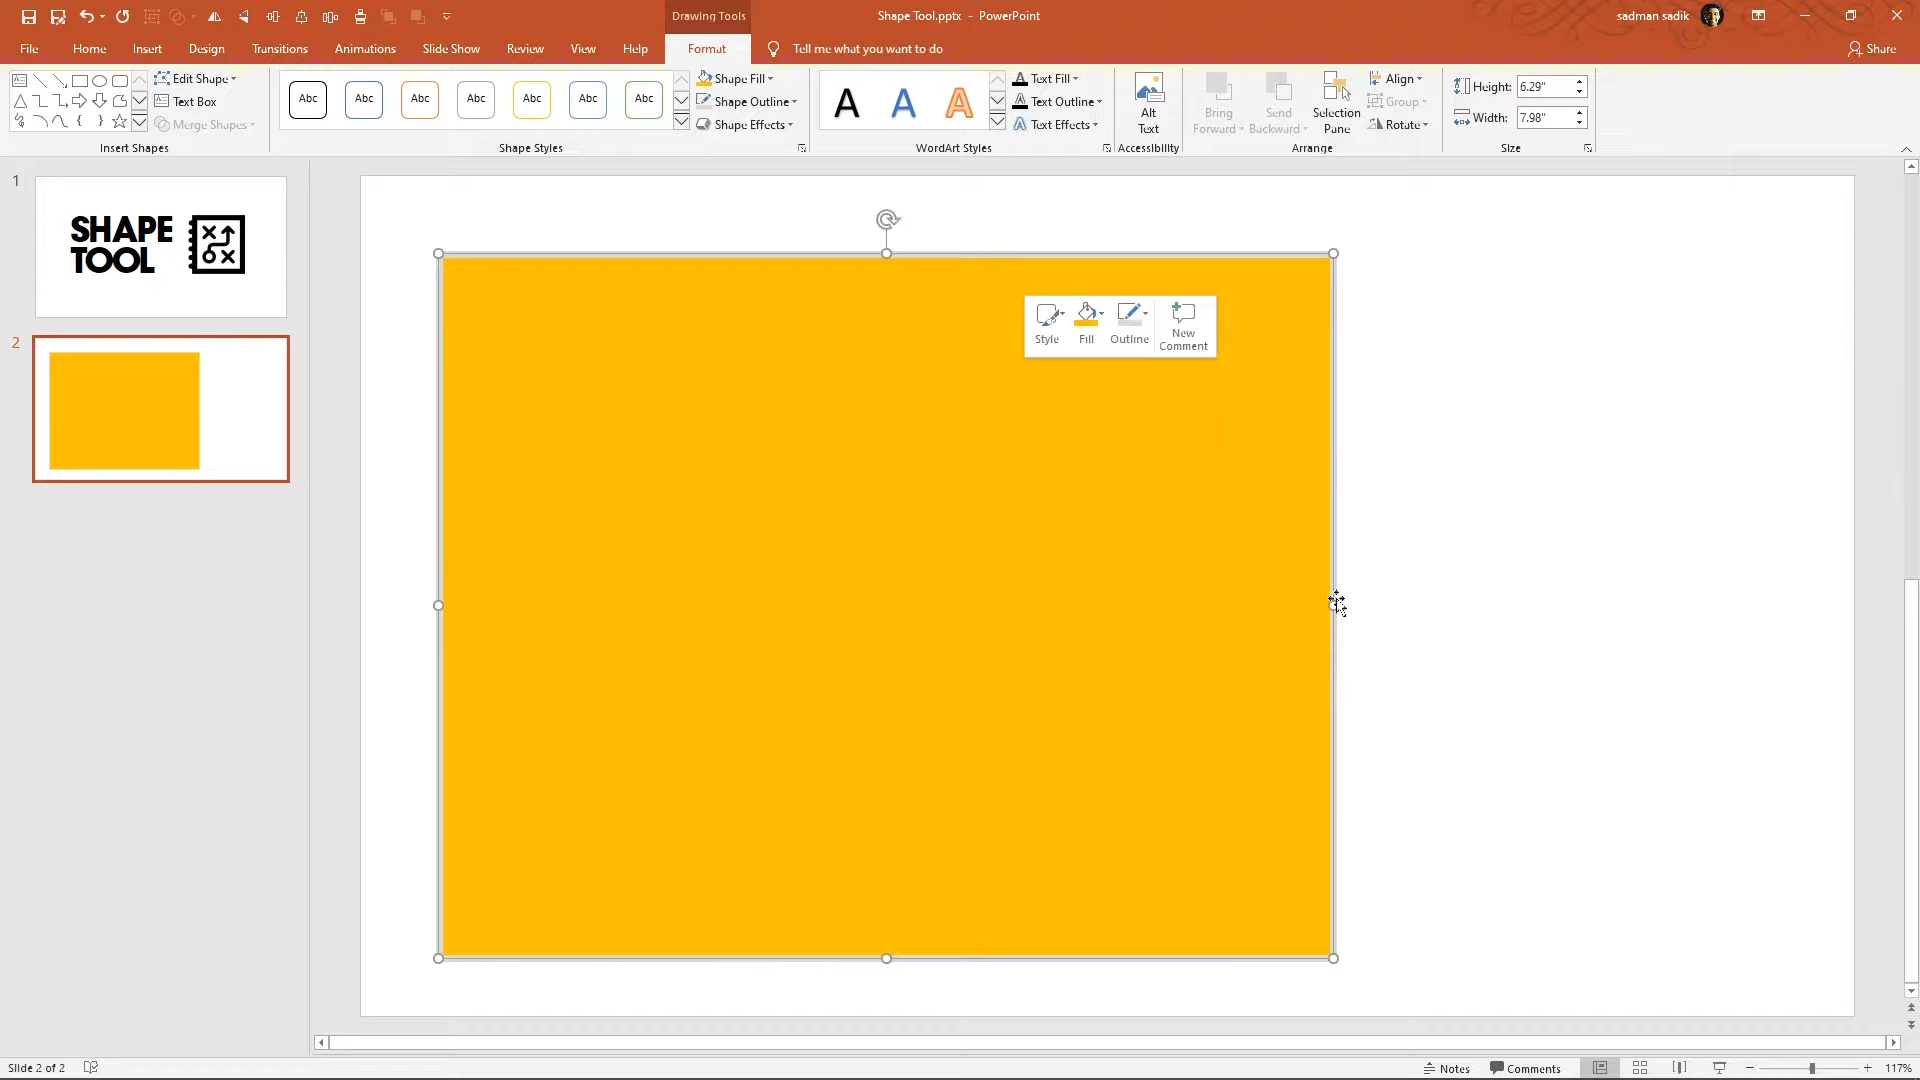 Drawing Tools
Shape Tool.pptx - PowerPoint
sadman sadik
File Home Insert Design Transitions Animations Slide Show Review View Help Format Tell me what you want to do Share
Edit Shape
Text Box
Merge Shapes
Insert Shapes
Abc Abc Abc Abc Abc Abc Abc
Shape Fill
Shape Outline
Shape Effects
Shape Styles
A A A
Text Fill
Text Outline
Text Effects
WordArt Styles
Alt
Text
Accessibility
Bring
Forward
Send
Backward
Selection
Pane
Align
Group
Rotate
Arrange
Height: 6.29"
Width: 7.98"
Size
1
SHAPE
TOOL
2
Style Fill Outline New
Comment
Slide 2 of 2
Notes Comments 117%